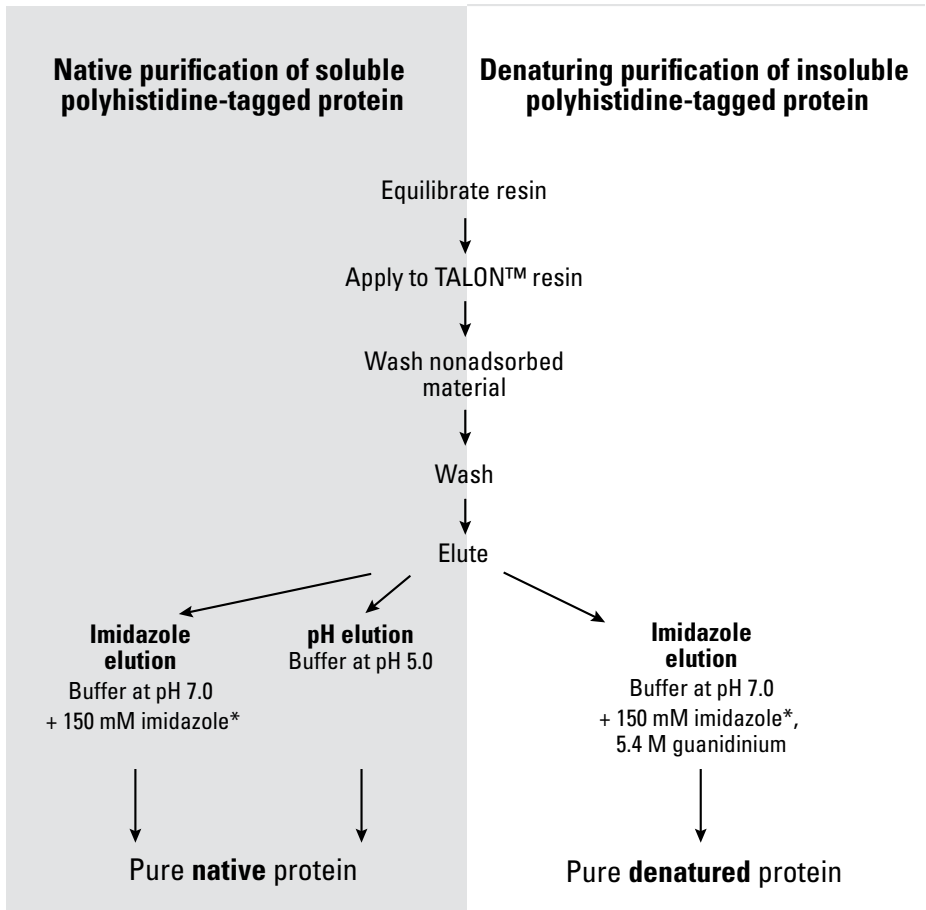 Native purification of soluble
polyhistidine-tagged protein
Denaturing purification of insoluble
polyhistidine-tagged protein
Equilibrate resin
Apply to TALON™ resin
Wash nonadsorbed
material
Wash
Elute
Imidazole
elution
Buffer at pH 7.0
+ 150 mM imidazole*
pH elution
Buffer at pH 5.0
Imidazole
elution
Buffer at pH 7.0
+ 150 mM imidazole*,
5.4 M guanidinium
Pure native protein
Pure denatured protein